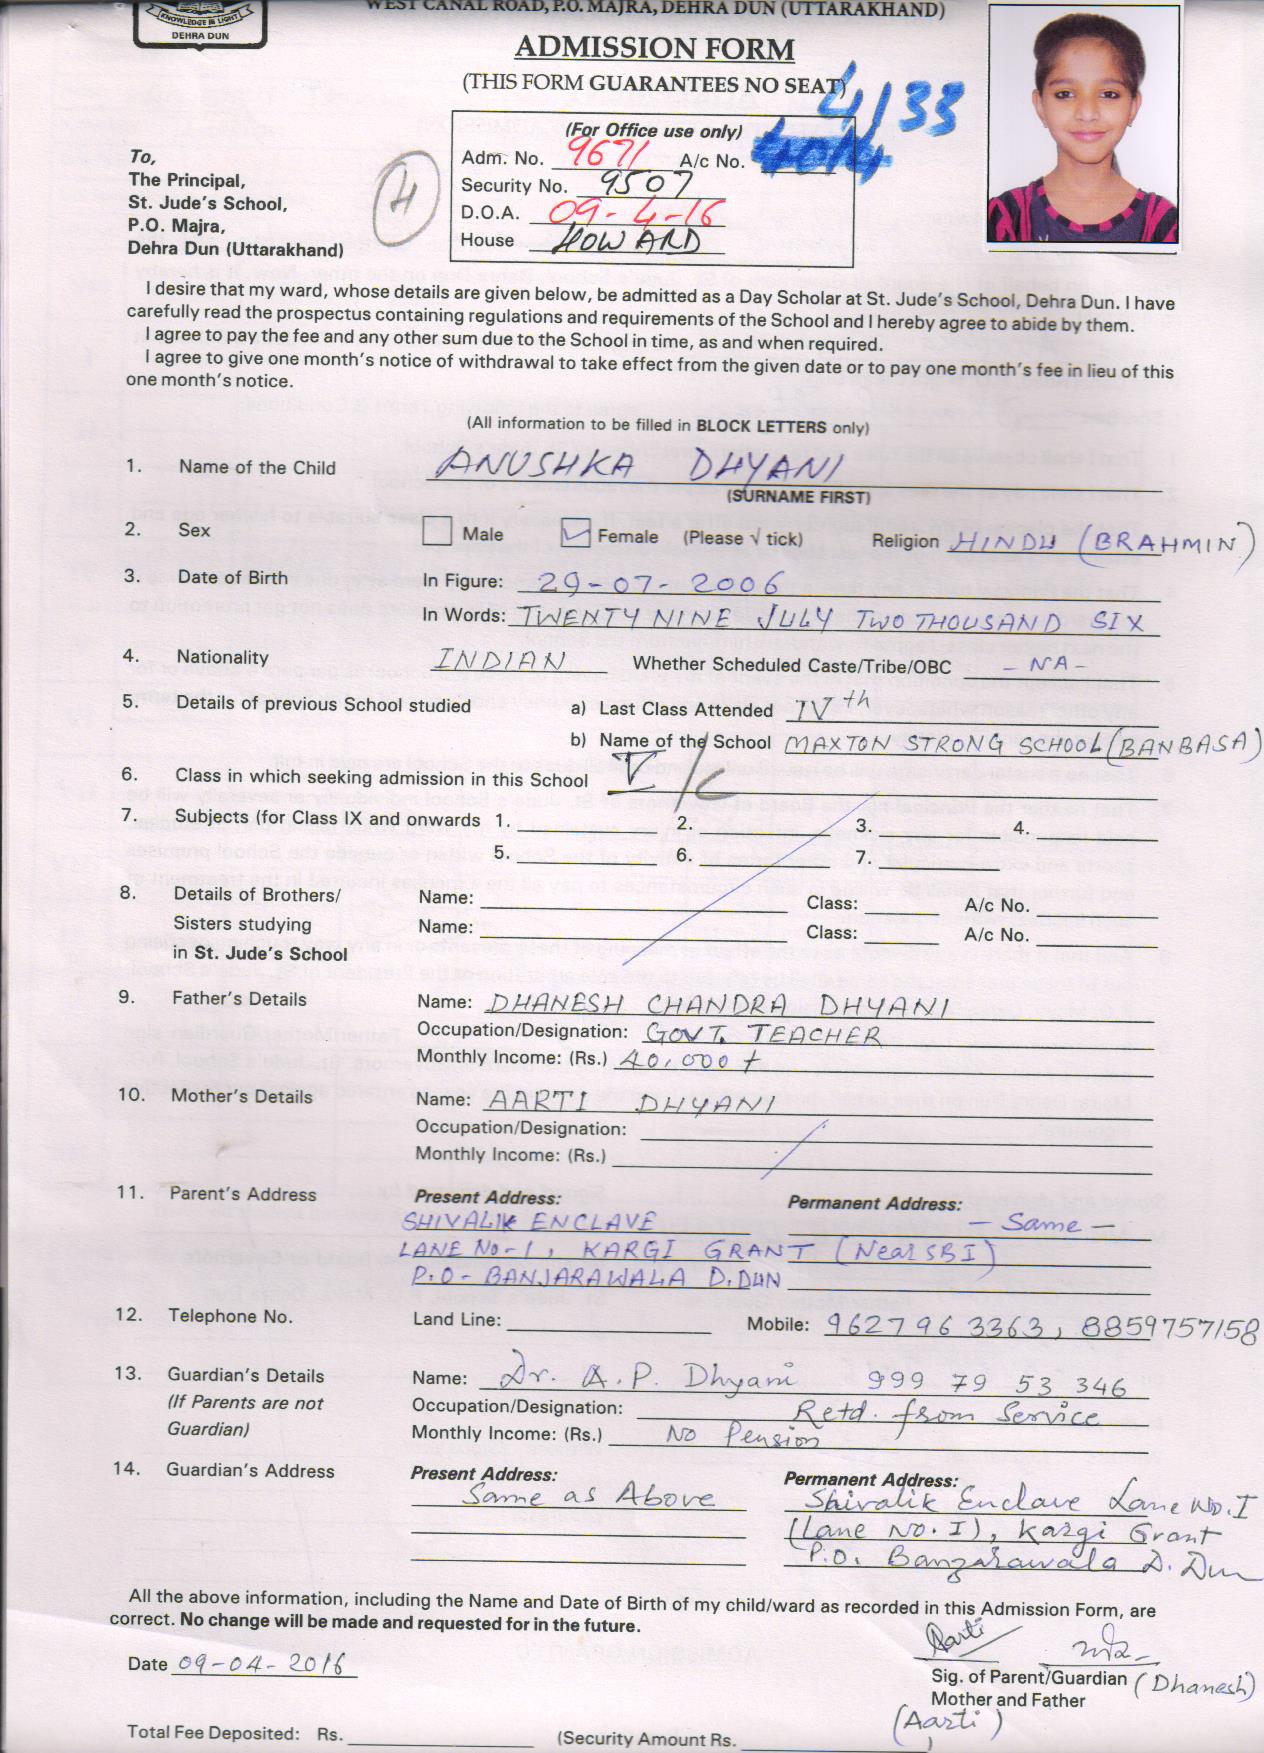 KNOWLEDGE IS LIGHT
DEHRA DUN
WEST CANAL ROAD, P.O. MAJRA, DEHRA DUN (UTTARAKHAND)
ADMISSION FORM
(THIS FORM GUARANTEES NO SEAT)
4/33
(For Office use only)
Adm. No. 9671 A/c No.
Security No. 9507
D.O.A. 09-4-16
House HOWARD
4
To,
The Principal,
St. Jude's School,
P.O. Majra,
Dehra Dun (Uttarakhand)
I desire that my ward, whose details are given below, be admitted as a Day Scholar at St. Jude's School, Dehra Dun. I have
carefully read the prospectus containing regulations and requirements of the School and I hereby agree to abide by them.
I agree to pay the fee and any other sum due to the School in time, as and when required.
I agree to give one month's notice of withdrawal to take effect from the given date or to pay one month's fee in lieu of this
one month's notice.
(All information to be filled in BLOCK LETTERS only)
1. Name of the Child ANUSHKA DHYANI
(SURNAME FIRST)
2. Sex Male Female (Please √ tick) Religion HINDU (BRAHMIN)
3. Date of Birth In Figure: 29-07-2006
In Words: TWENTY NINE JULY TWO THOUSAND SIX
4. Nationality INDIAN Whether Scheduled Caste/Tribe/OBC - NA -
5. Details of previous School studied a) Last Class Attended IVth
b) Name of the School MAXTON STRONG SCHOOL (BANBASA)
6. Class in which seeking admission in this School V/C
7. Subjects (for Class IX and onwards 1. 2. 3. 4.
5. 6. 7.
8. Details of Brothers/ Name: Class: A/c No.
Sisters studying Name: Class: A/c No.
in St. Jude's School
9. Father's Details Name: DHANESH CHANDRA DHYANI
Occupation/Designation: GOVT. TEACHER
Monthly Income: (Rs.) 40,000 +
10. Mother's Details Name: AARTI DHYANI
Occupation/Designation:
Monthly Income: (Rs.)
11. Parent's Address Present Address: Permanent Address:
SHIVALIK ENCLAVE - Same -
LANE No-1, KARGI GRANT (Near SBI)
P.O- BANJARAWALA D.DUN
12. Telephone No. Land Line: Mobile: 9627963363, 8859757158
13. Guardian's Details Name: Dr. A.P. Dhyani 999 79 53 346
(If Parents are not Occupation/Designation: Retd. from Service
Guardian) Monthly Income: (Rs.) No Pension
14. Guardian's Address Present Address: Permanent Address:
Same as Above Shivalik Enclave Lane No. I
(Lane No. I), Kargi Grant
P.O. Banzarawala D. Dun
All the above information, including the Name and Date of Birth of my child/ward as recorded in this Admission Form, are
correct. No change will be made and requested for in the future.
Aarti
Date 09-04-2016
Sig. of Parent/Guardian (Dhanesh)
Mother and Father
(Aarti)
Total Fee Deposited: Rs. (Security Amount Rs. )